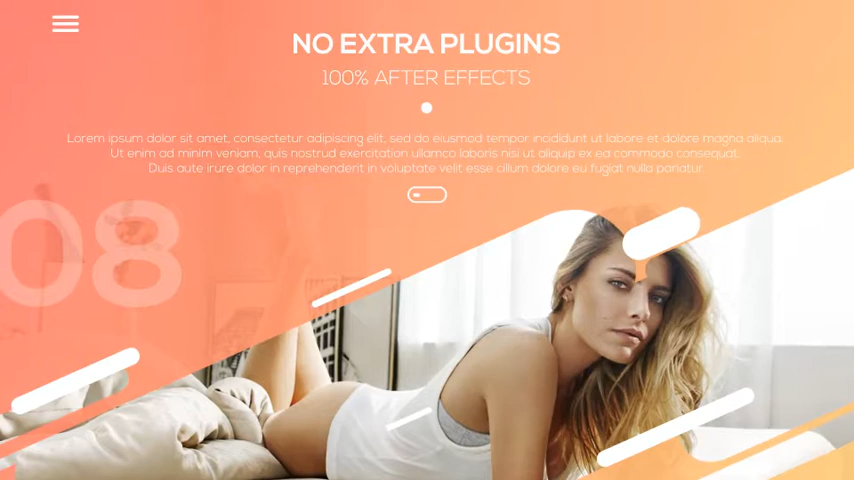 NO EXTRA PLUGINS
100% AFTER EFFECTS
Lorem ipsum dolor sit amet, consectetur adipiscing elit, sed do eiusmod tempor incididunt ut labore et dolore magna aliqua.
Ut enim ad minim veniam, quis nostrud exercitation ullamco laboris nisi ut aliquip ex ea commodo consequat.
Duis aute irure dolor in reprehenderit in voluptate velit esse cillum dolore eu fugiat nulla pariatur.
08